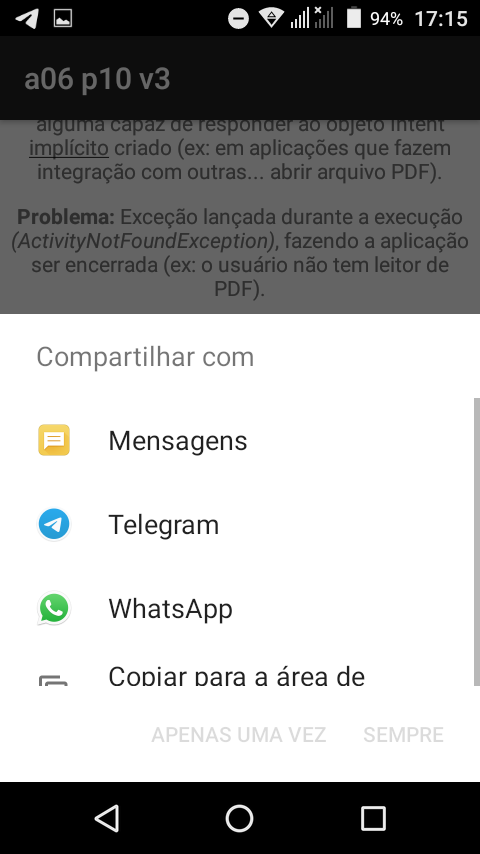 94% 17:15
a06 p10 v3
alguma capaz de responder ao objeto Intent
implícito criado (ex: em aplicações que fazem
integração com outras... abrir arquivo PDF).
Problema: Exceção lançada durante a execução
(ActivityNotFoundException), fazendo a aplicação
ser encerrada (ex: o usuário não tem leitor de
PDF).
Compartilhar com
Mensagens
Telegram
WhatsApp
Copiar para a área de
APENAS UMA VEZ SEMPRE